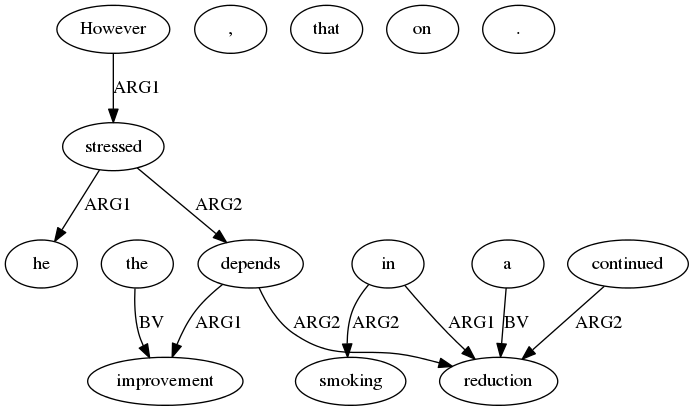 However , that on .
ARG1
stressed
ARG1 ARG2
he the depends in a continued
BV ARG1 ARG2 ARG2 ARG1 BV ARG2
improvement smoking reduction